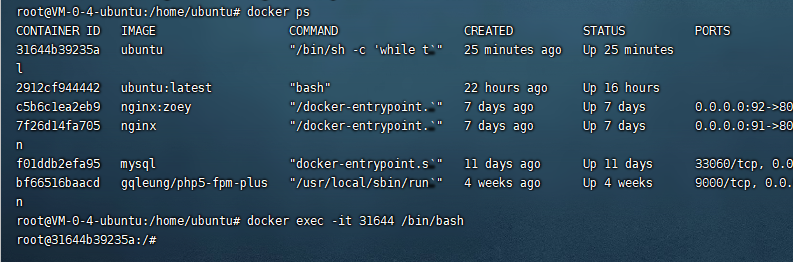 root@VM-0-4-ubuntu:/home/ubuntu# docker ps
CONTAINER ID   IMAGE                  COMMAND                  CREATED          STATUS          PORTS
31644b39235a   ubuntu                 "/bin/sh -c 'while t…"   25 minutes ago   Up 25 minutes
l
2912cf944442   ubuntu:latest          "bash"                   22 hours ago     Up 16 hours
c5b6c1ea2eb9   nginx:zoey             "/docker-entrypoint.…"   7 days ago       Up 7 days       0.0.0.0:92->80
7f26d14fa705   nginx                  "/docker-entrypoint.…"   7 days ago       Up 7 days       0.0.0.0:91->80
n
f01ddb2efa95   mysql                  "docker-entrypoint.s…"   11 days ago      Up 11 days      33060/tcp, 0.0
bf66516baacd   gqleung/php5-fpm-plus   "/usr/local/sbin/run…"   4 weeks ago      Up 4 weeks      9000/tcp, 0.0.
n
root@VM-0-4-ubuntu:/home/ubuntu# docker exec -it 31644 /bin/bash
root@31644b39235a:/#